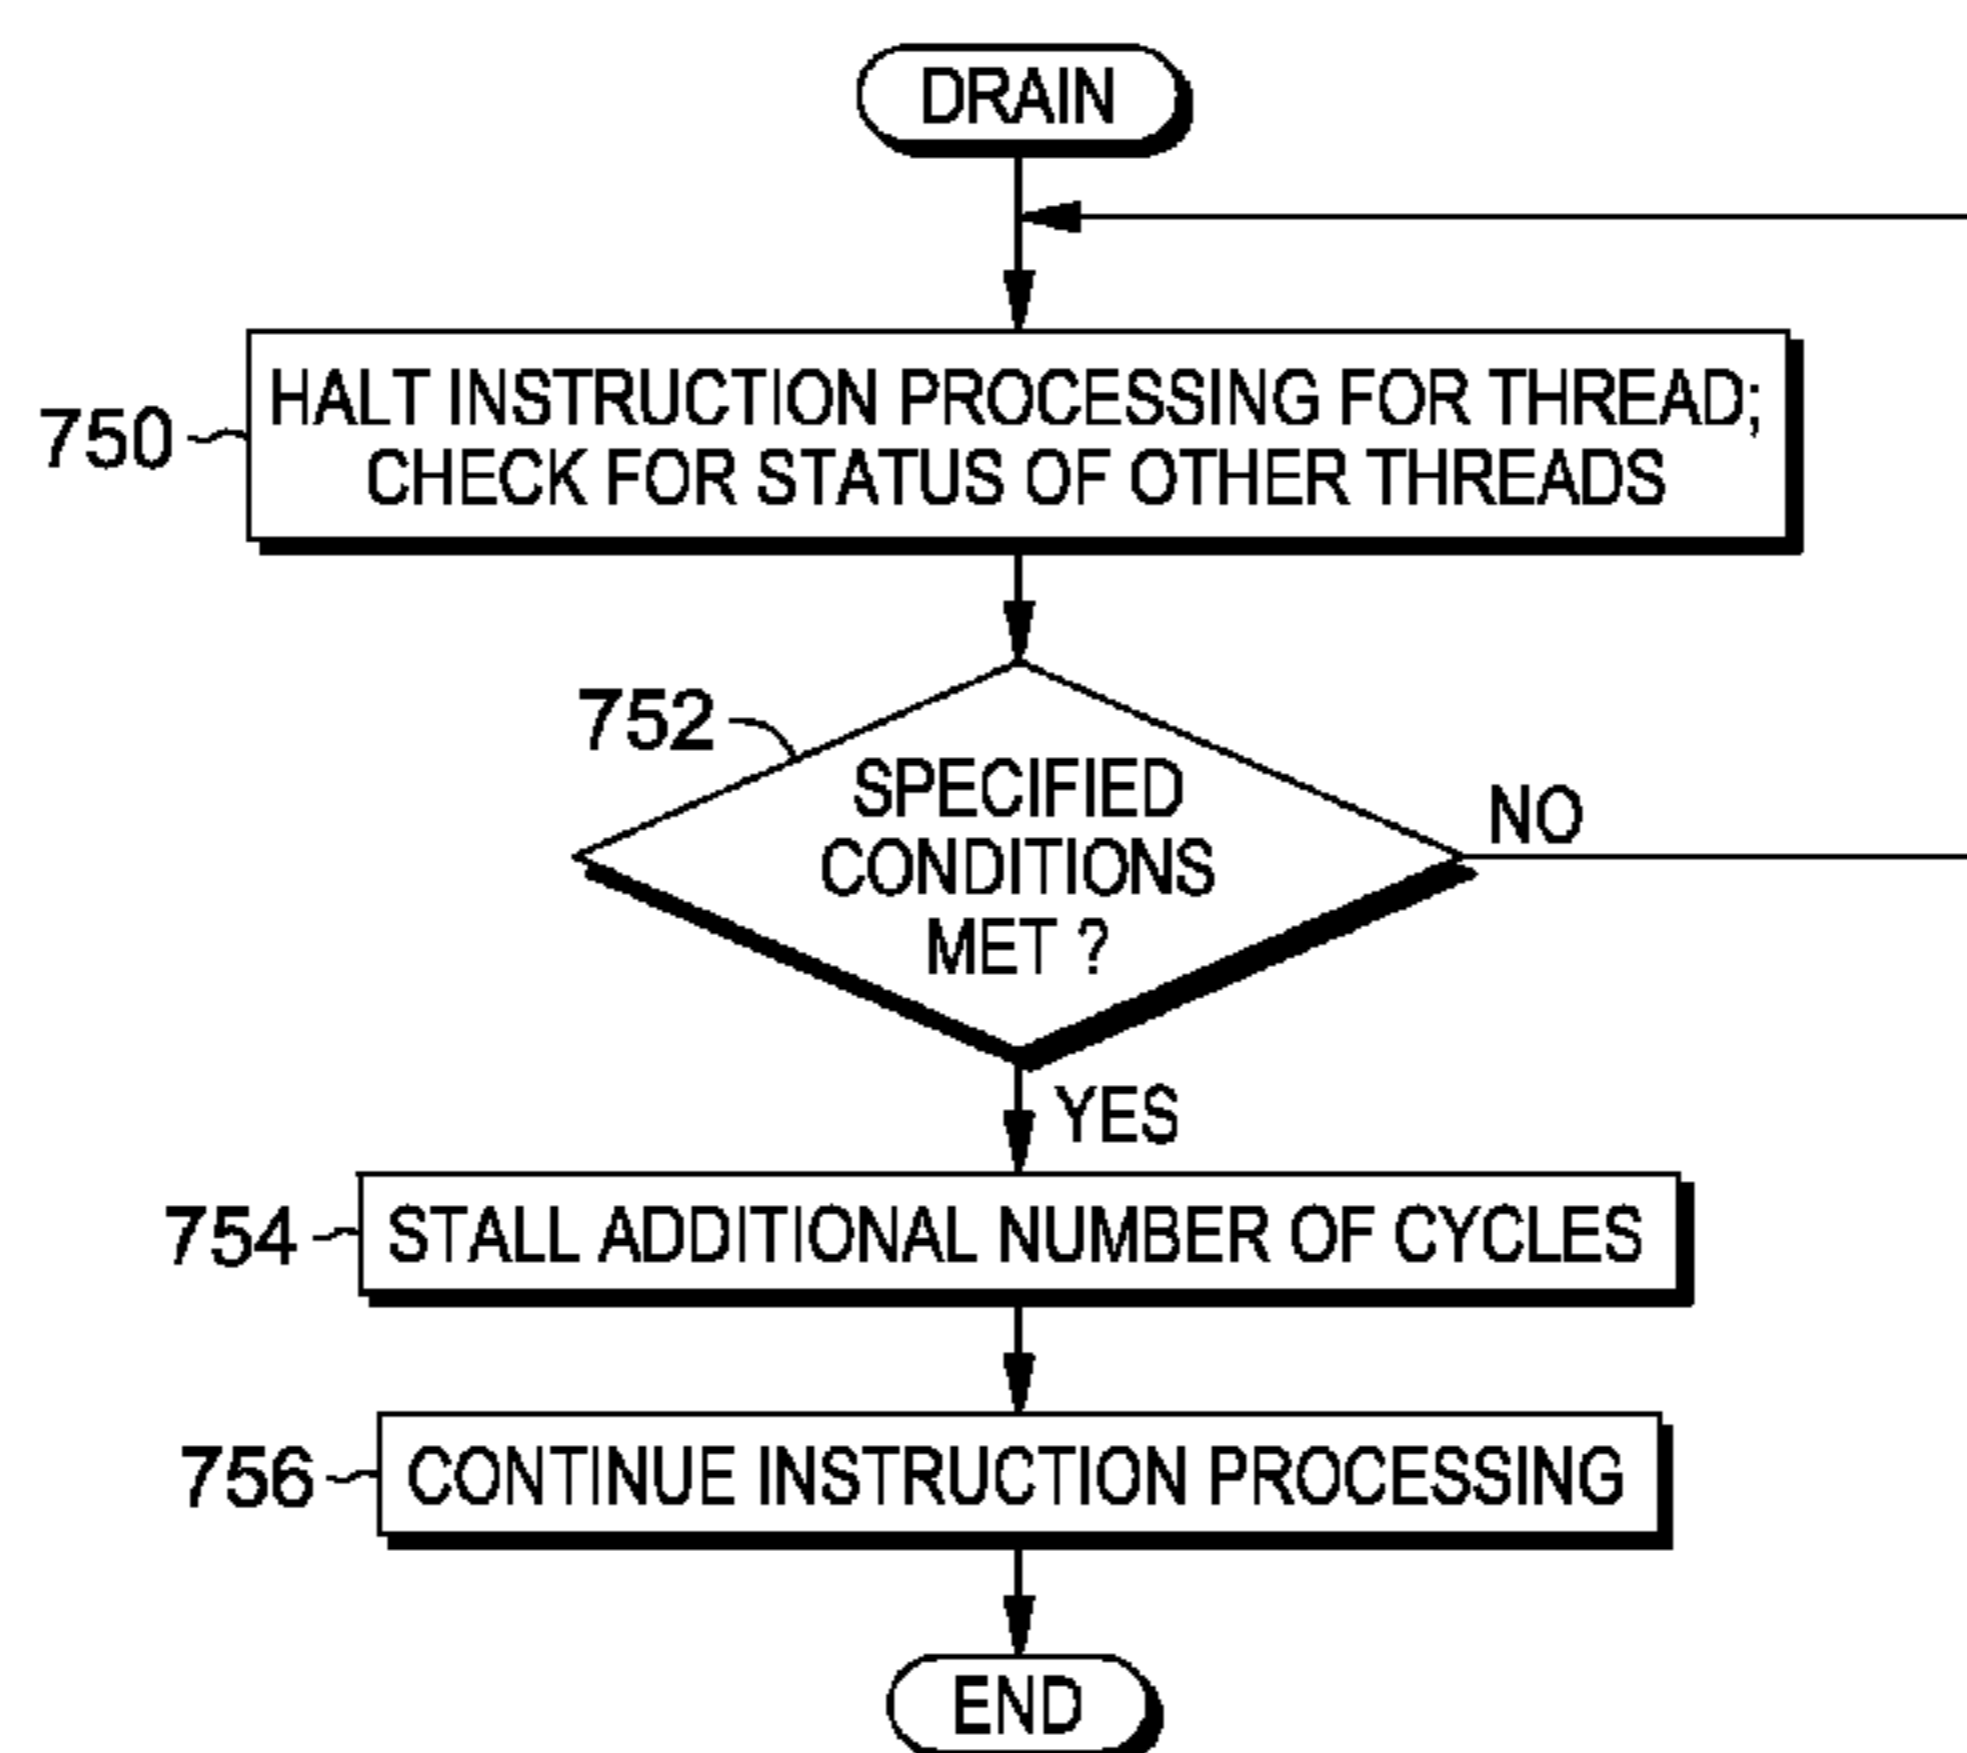 DRAIN
750
HALT INSTRUCTION PROCESSING FOR THREAD;
CHECK FOR STATUS OF OTHER THREADS
752
SPECIFIED
CONDITIONS
MET ?
NO
YES
754
STALL ADDITIONAL NUMBER OF CYCLES
756
CONTINUE INSTRUCTION PROCESSING
END